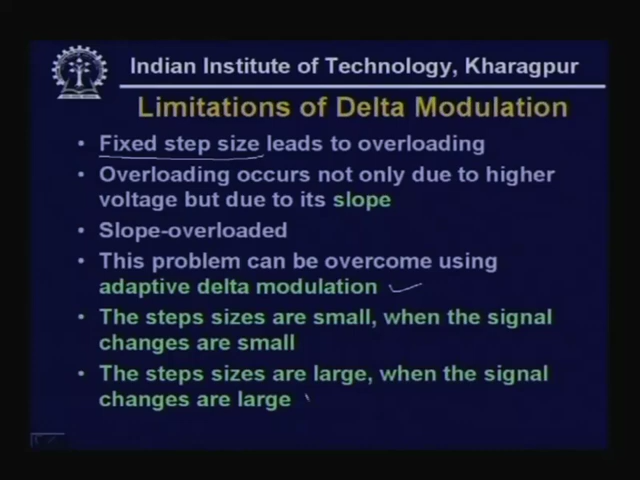 Indian Institute of Technology, Kharagpur
Limitations of Delta Modulation
• Fixed step size leads to overloading
• Overloading occurs not only due to higher
voltage but due to its slope
• Slope-overloaded
• This problem can be overcome using
adaptive delta modulation
• The steps sizes are small, when the signal
changes are small
• The steps sizes are large, when the signal
changes are large